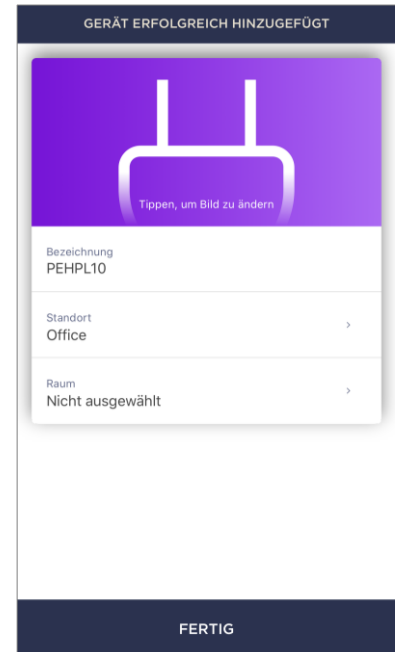 GERÄT ERFOLGREICH HINZUGEFÜGT
Tippen, um Bild zu ändern
Bezeichnung
PEHPL10
Standort
Office
Raum
Nicht ausgewählt
FERTIG